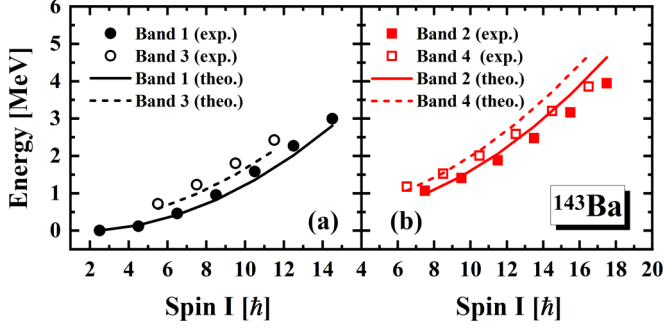 Energy [MeV]
6
5
4
3
2
1
0
Band 1 (exp.)
Band 3 (exp.)
Band 1 (theo.)
Band 3 (theo.)
(a)
2 4 6 8 10 12 14
Spin I [ℏ]
Band 2 (exp.)
Band 4 (exp.)
Band 2 (theo.)
Band 4 (theo.)
(b)
¹⁴³Ba
4 6 8 10 12 14 16 18 20
Spin I [ℏ]